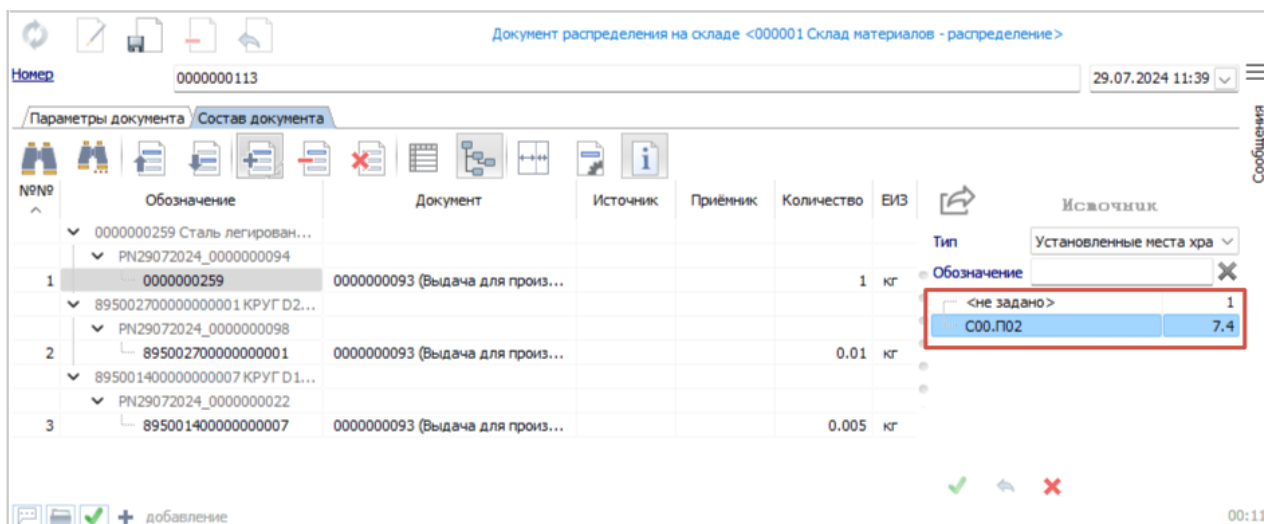 Документ распределения на складе <000001 Склад материалов - распределение>
Номер 0000000113 29.07.2024 11:39
Параметры документа Состав документа
Сообщения
№№ Обозначение Документ Источник Приёмник Количество ЕИЗ
0000000259 Сталь легирован...
PN29072024_0000000094
1 0000000259 0000000093 (Выдача для произ... 1 кг
895002700000000001 КРУГ D2...
PN29072024_0000000098
2 895002700000000001 0000000093 (Выдача для произ... 0.01 кг
895001400000000007 КРУГ D1...
PN29072024_0000000022
3 895001400000000007 0000000093 (Выдача для произ... 0.005 кг
Источник
Тип Установленные места хра
Обозначение
<не задано> 1
С00.П02 7.4
добавление 00:11